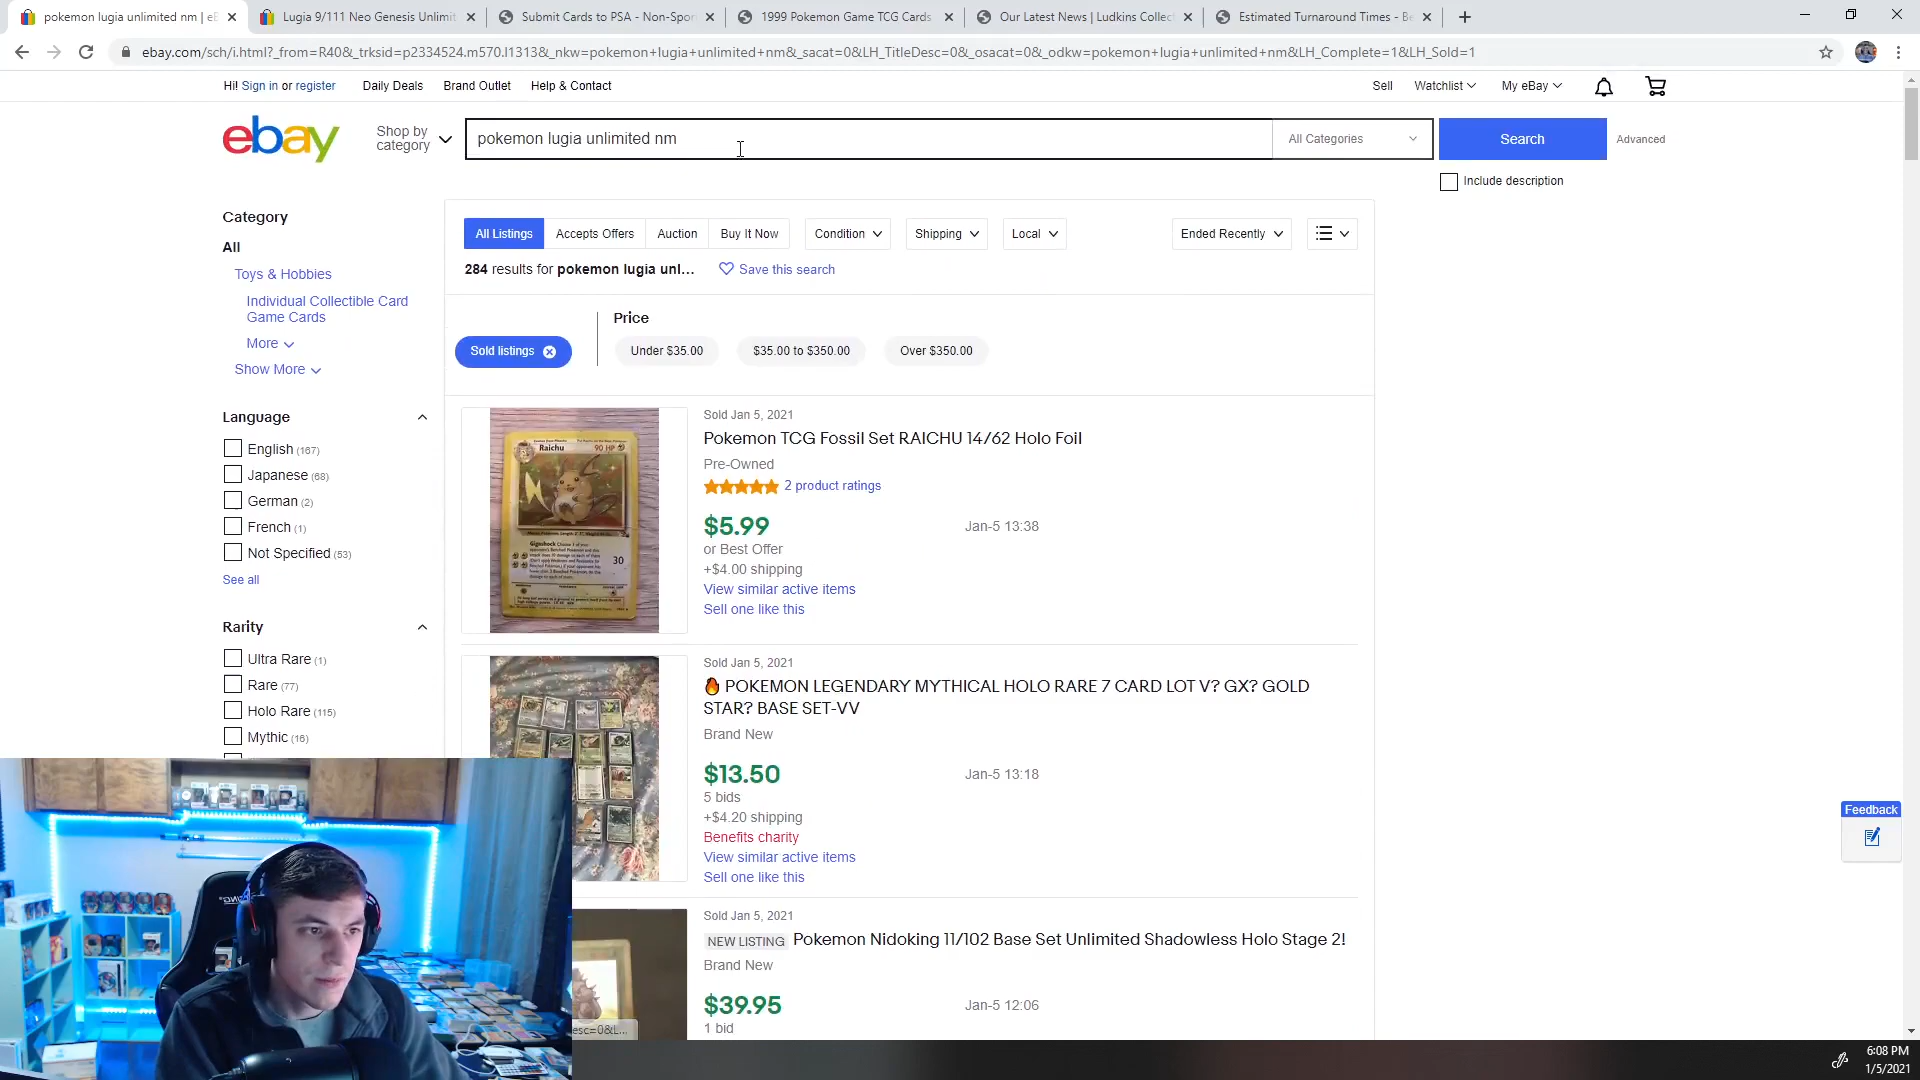 pokemon lugia unlimited nm | eB
Lugia 9/111 Neo Genesis Unlimit
Submit Cards to PSA - Non-Spor
1999 Pokemon Game TCG Cards
Our Latest News | Ludkins Collec
Estimated Turnaround Times - Be
ebay.com/sch/i.html?_from=R40&_trksid=p2334524.m570.l1313&_nkw=pokemon+lugia+unlimited+nm&_sacat=0&LH_TitleDesc=0&_osacat=0&_odkw=pokemon+lugia+unlimited+nm&LH_Complete=1&LH_Sold=1
Hi! Sign in or register
Daily Deals
Brand Outlet
Help & Contact
Sell
Watchlist
My eBay
ebay
Shop by
category
pokemon lugia unlimited nm
All Categories
Search
Advanced
Include description
Category
All
Toys & Hobbies
Individual Collectible Card
Game Cards
More
Show More
Language
English (167)
Japanese (68)
German (2)
French (1)
Not Specified (53)
See all
Rarity
Ultra Rare (1)
Rare (77)
Holo Rare (115)
Mythic (16)
All Listings
Accepts Offers
Auction
Buy It Now
Condition
Shipping
Local
Ended Recently
284 results for pokemon lugia unl...
Save this search
Sold listings
Price
Under $35.00
$35.00 to $350.00
Over $350.00
Raichu
90 HP
30
Sold Jan 5, 2021
Pokemon TCG Fossil Set RAICHU 14/62 Holo Foil
Pre-Owned
2 product ratings
$5.99
Jan-5 13:38
or Best Offer
+$4.00 shipping
View similar active items
Sell one like this
Sold Jan 5, 2021
POKEMON LEGENDARY MYTHICAL HOLO RARE 7 CARD LOT V? GX? GOLD
STAR? BASE SET-VV
Brand New
$13.50
Jan-5 13:18
5 bids
+$4.20 shipping
Benefits charity
View similar active items
Sell one like this
Sold Jan 5, 2021
NEW LISTING Pokemon Nidoking 11/102 Base Set Unlimited Shadowless Holo Stage 2!
Brand New
$39.95
Jan-5 12:06
1 bid
esc=0&L...
Feedback
6:08 PM
1/5/2021